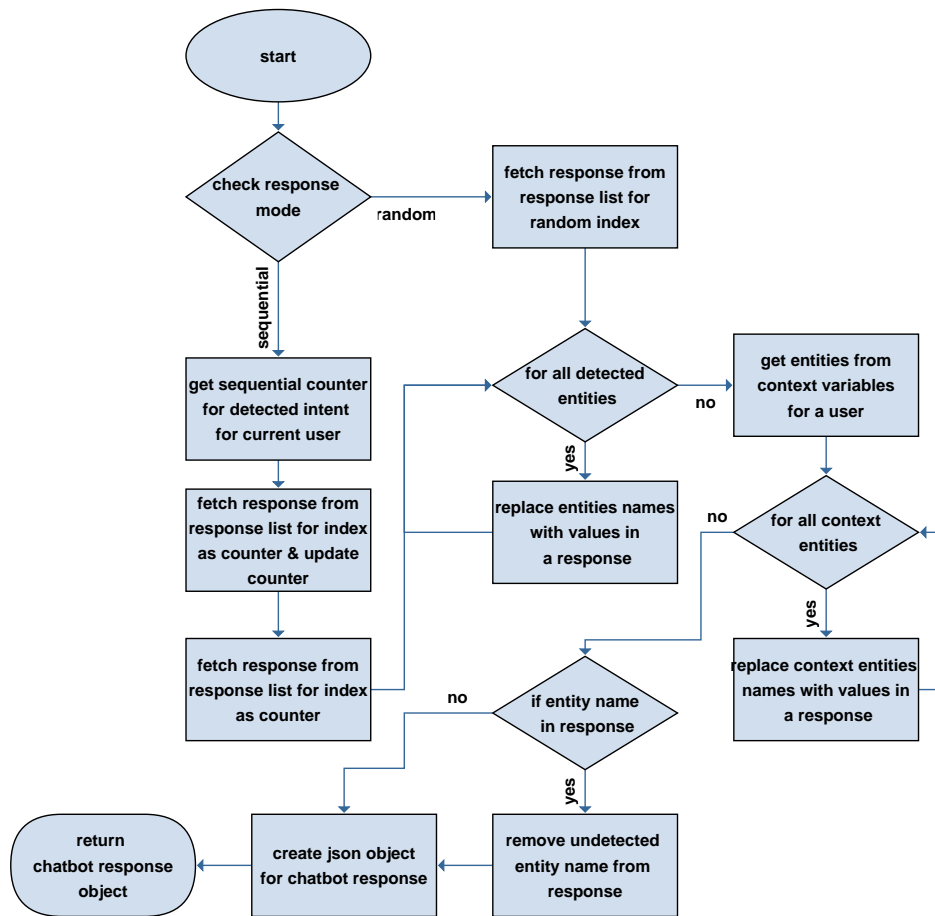 start
check response
mode
random
fetch response from
response list for
random index
sequential
get sequential counter
for detected intent
for current user
for all detected
entities
no
get entities from
context variables
for a user
yes
fetch response from
response list for index
as counter & update
counter
replace entities names
with values in
a response
no
for all context
entities
yes
fetch response from
response list for index
as counter
no
if entity name
in response
replace context entities
names with values in
a response
yes
return
chatbot response
object
create json object
for chatbot response
remove undetected
entity name from
response